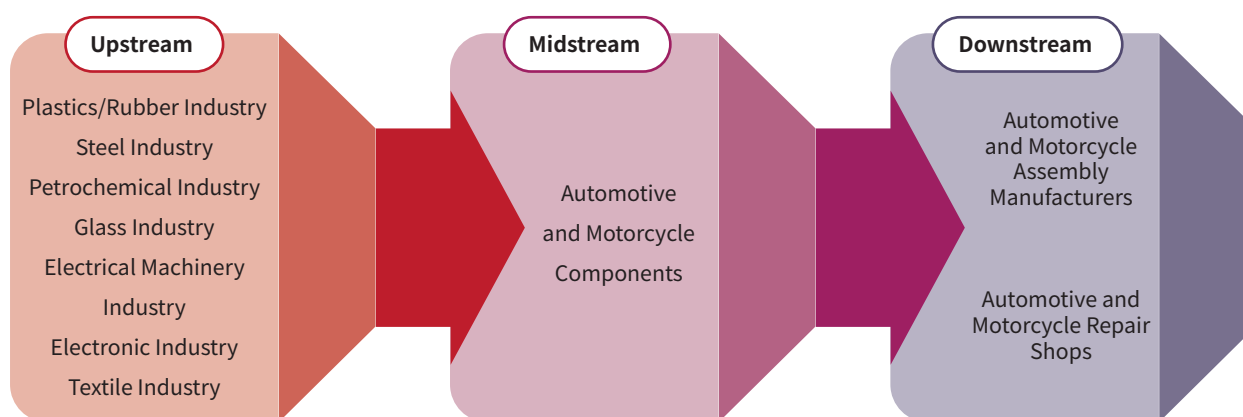 Upstream
Plastics/Rubber Industry
Steel Industry
Petrochemical Industry
Glass Industry
Electrical Machinery
Industry
Electronic Industry
Textile Industry
Midstream
Automotive
and Motorcycle
Components
Downstream
Automotive
and Motorcycle
Assembly
Manufacturers
Automotive and
Motorcycle Repair
Shops